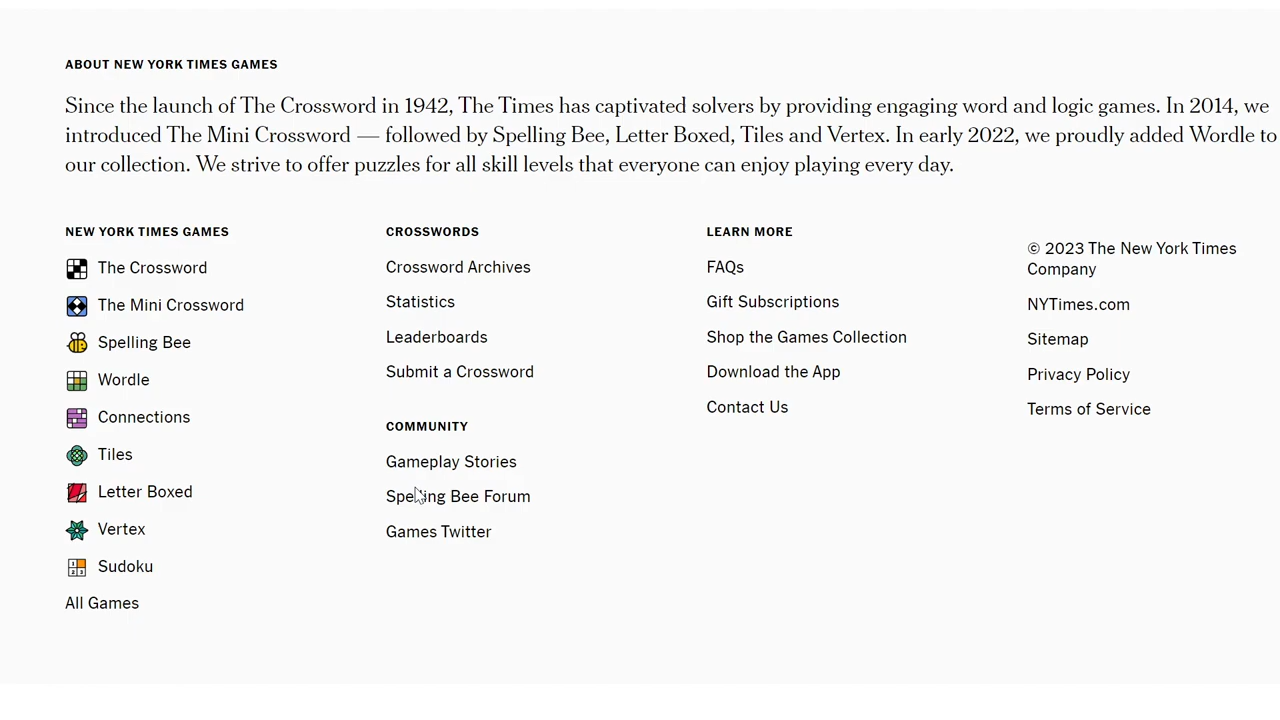 ABOUT NEW YORK TIMES GAMES
Since the launch of The Crossword in 1942, The Times has captivated solvers by providing engaging word and logic games. In 2014, we
introduced The Mini Crossword — followed by Spelling Bee, Letter Boxed, Tiles and Vertex. In early 2022, we proudly added Wordle to
our collection. We strive to offer puzzles for all skill levels that everyone can enjoy playing every day.
NEW YORK TIMES GAMES
The Crossword
The Mini Crossword
Spelling Bee
Wordle
Connections
Tiles
Letter Boxed
Vertex
Sudoku
All Games
CROSSWORDS
Crossword Archives
Statistics
Leaderboards
Submit a Crossword
COMMUNITY
Gameplay Stories
Spelling Bee Forum
Games Twitter
LEARN MORE
FAQs
Gift Subscriptions
Shop the Games Collection
Download the App
Contact Us
© 2023 The New York Times
Company
NYTimes.com
Sitemap
Privacy Policy
Terms of Service